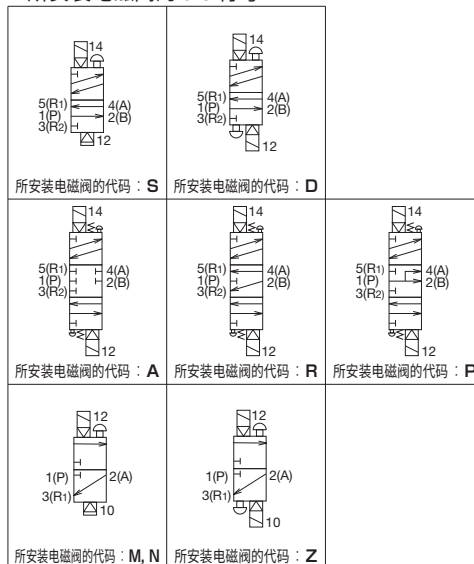 14
5(R1) 4(A)
1(P) 2(B)
3(R2)
12
所安装电磁阀的代码：S
14
5(R1) 4(A)
1(P) 2(B)
3(R2)
12
所安装电磁阀的代码：D
14
5(R1) 4(A)
1(P) 2(B)
3(R2)
12
所安装电磁阀的代码：A
14
5(R1) 4(A)
1(P) 2(B)
3(R2)
12
所安装电磁阀的代码：R
14
5(R1) 4(A)
1(P) 2(B)
3(R2)
12
所安装电磁阀的代码：P
12
1(P) 2(A)
3(R1)
10
所安装电磁阀的代码：M, N
12
1(P) 2(A)
3(R1)
10
所安装电磁阀的代码：Z